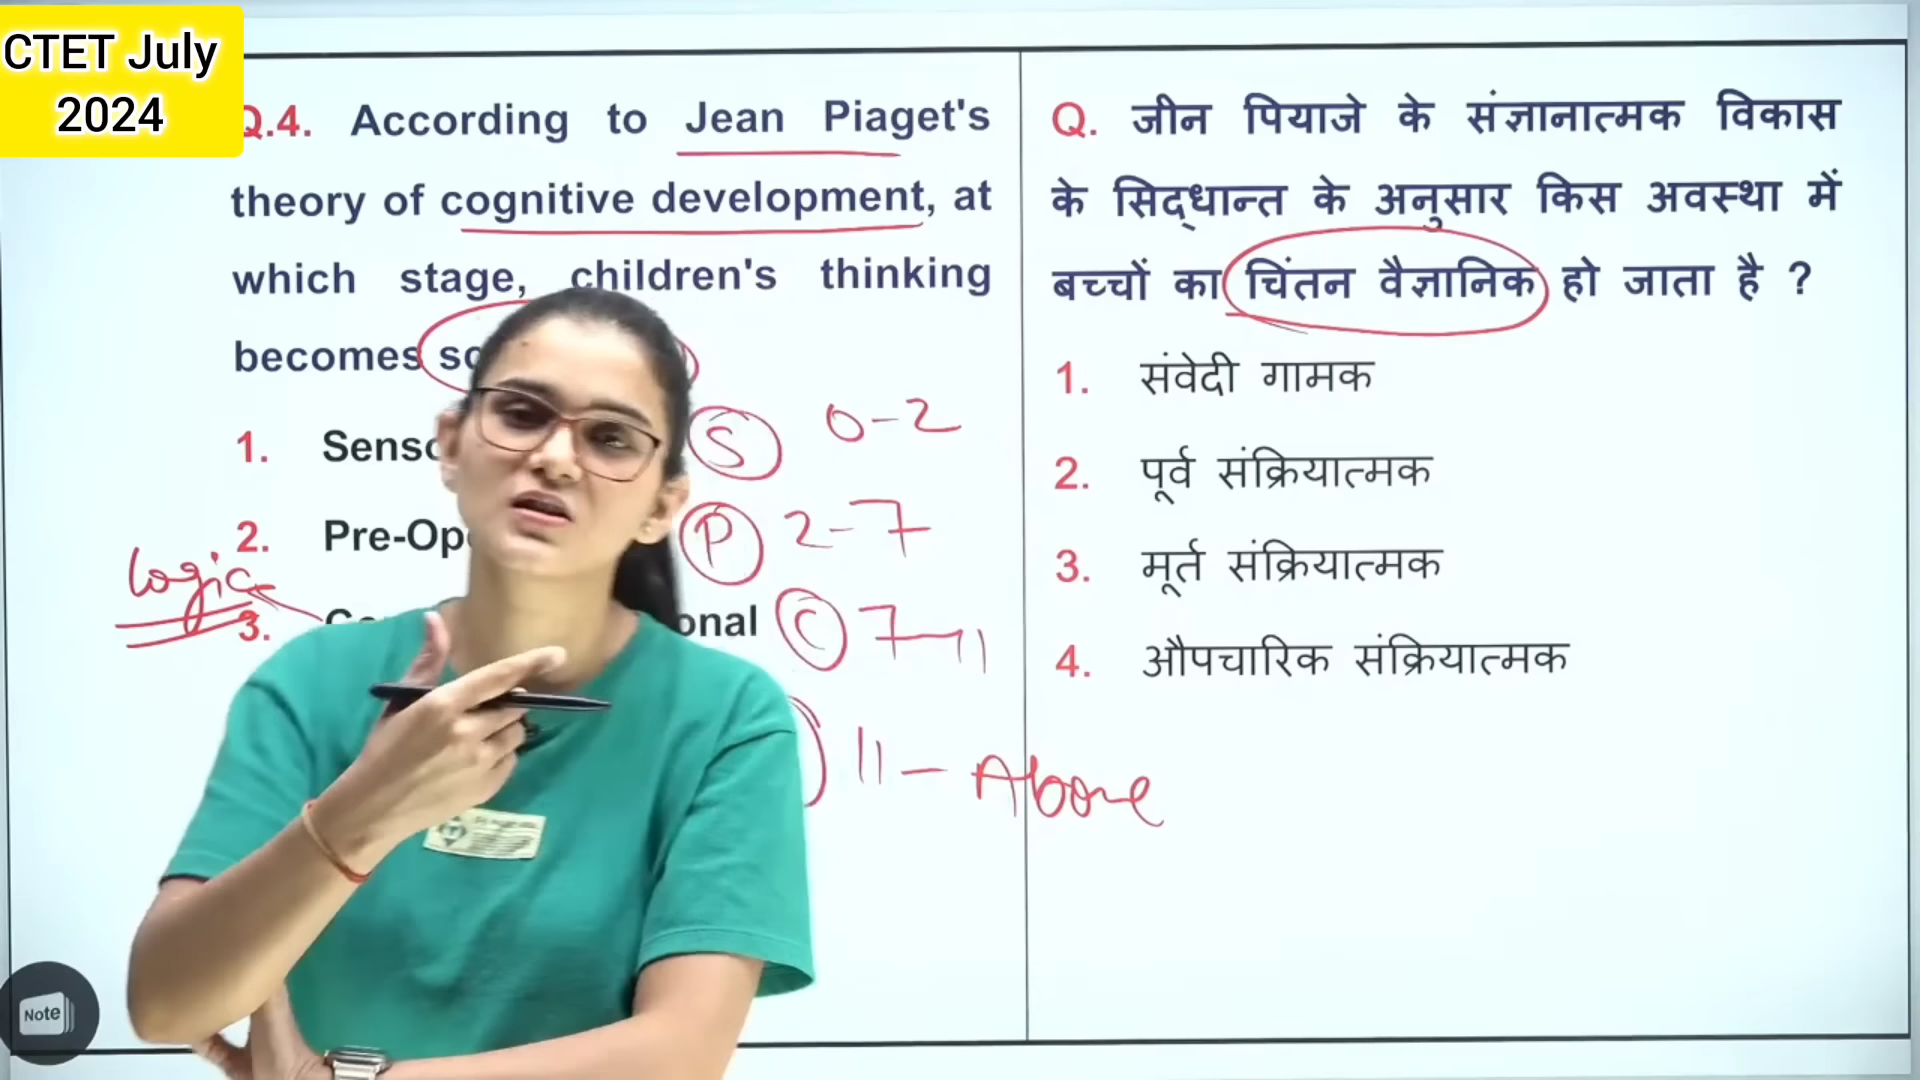 CTET July
2024
Q.4. According to Jean Piaget's
theory of cognitive development, at
which stage, children's thinking
becomes
1.
2. Pre-Op
3. onal
logic
S 0-2
P 2-7
C 7-11
11 - Above
Q. जीन पियाजे के संज्ञानात्मक विकास
के सिद्धान्त के अनुसार किस अवस्था में
बच्चों का चिंतन वैज्ञानिक हो जाता है ?
1. संवेदी गामक
2. पूर्व संक्रियात्मक
3. मूर्त संक्रियात्मक
4. औपचारिक संक्रियात्मक
Note